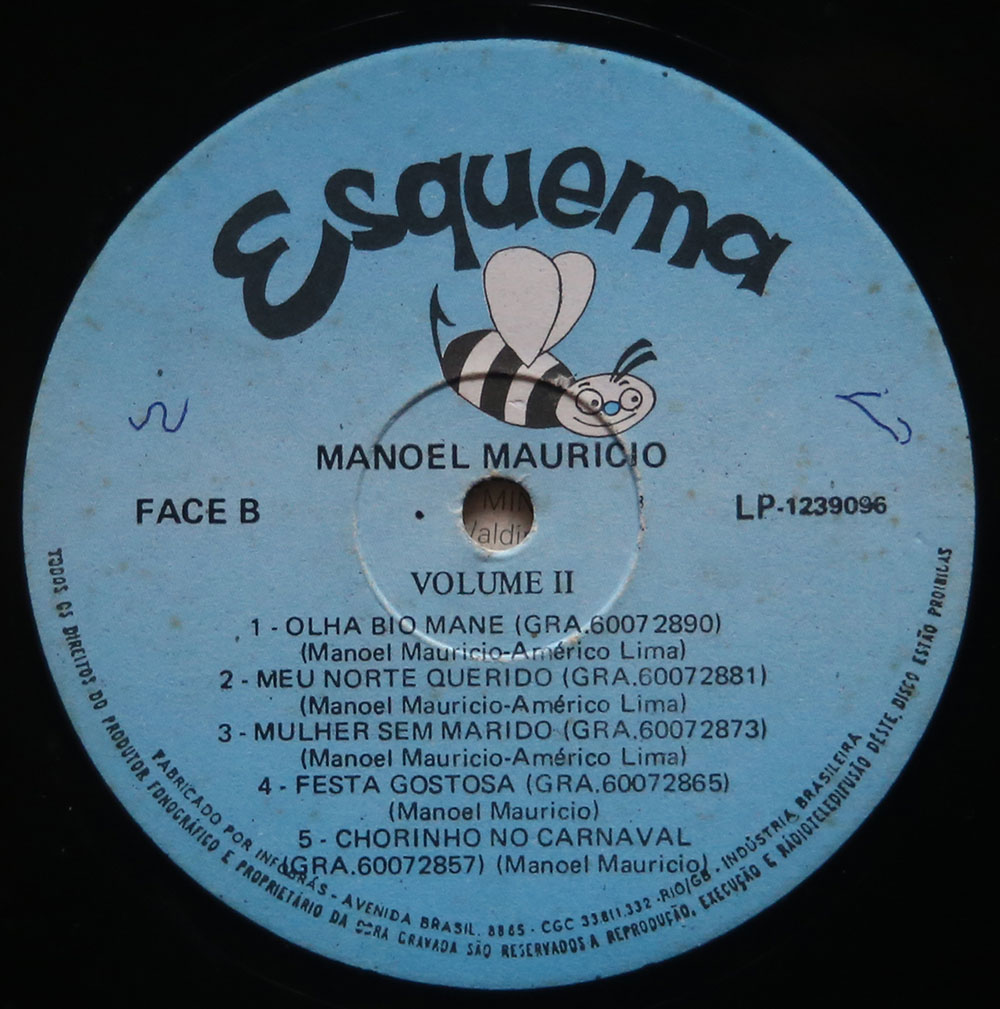 Esquema
MANOEL MAURICIO
FACE B
LP-1239096
VOLUME II
1 - OLHA BIO MANE (GRA.60072890)
(Manoel Mauricio-Américo Lima)
2 - MEU NORTE QUERIDO (GRA.60072881)
(Manoel Mauricio-Américo Lima)
3 - MULHER SEM MARIDO (GRA.60072873)
(Manoel Mauricio-Américo Lima)
4 - FESTA GOSTOSA (GRA.60072865)
(Manoel Mauricio)
5 - CHORINHO NO CARNAVAL
(GRA.60072857) (Manoel Mauricio)
FABRICADO POR INFOBRÁS - AVENIDA BRASIL. 8865 - CGC 33.811.332 - RIO/GB - INDÚSTRIA BRASILEIRA
TODOS OS DIREITOS DO PRODUTOR FONOGRÁFICO E PROPRIETÁRIO DA OBRA GRAVADA SÃO RESERVADOS A REPRODUÇÃO, EXECUÇÃO E RÁDIOTELEDIFUSÃO DESTE. DISCO ESTÃO PROIBICAS